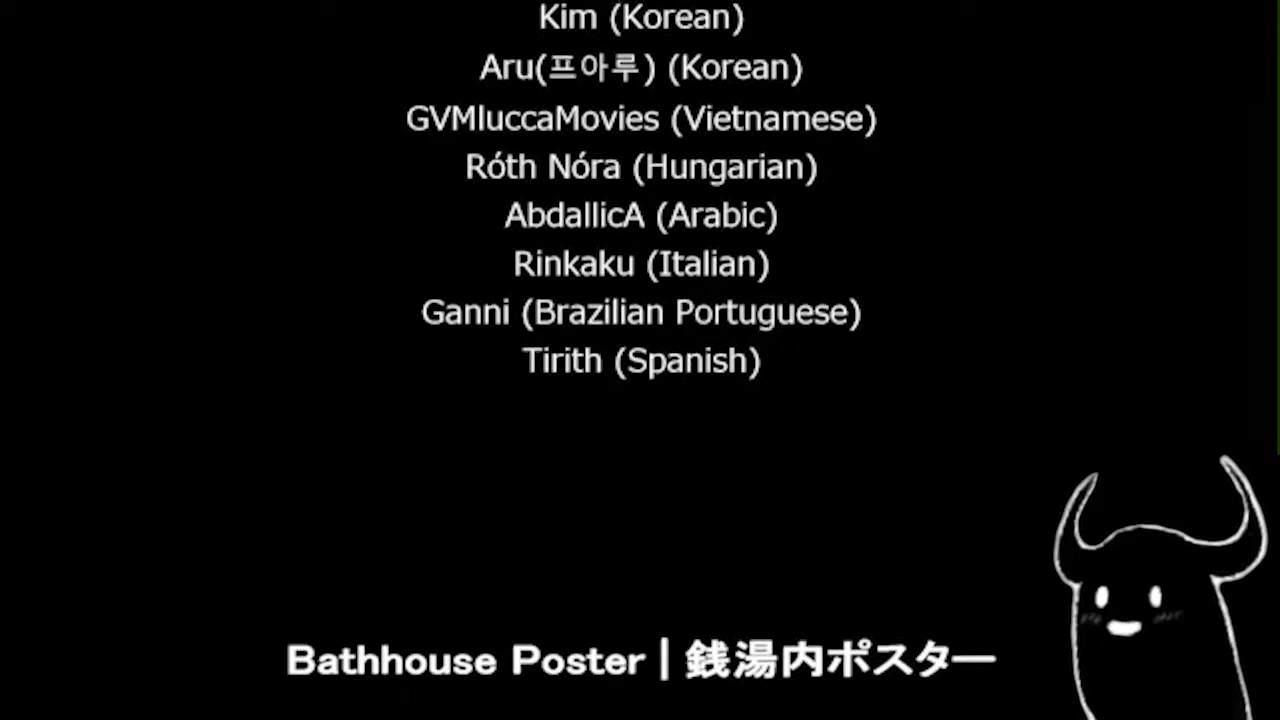 Kim (Korean)
Aru(프아루) (Korean)
GVMluccaMovies (Vietnamese)
Róth Nóra (Hungarian)
AbdallicA (Arabic)
Rinkaku (Italian)
Ganni (Brazilian Portuguese)
Tirith (Spanish)
Bathhouse Poster | 銭湯内ポスター